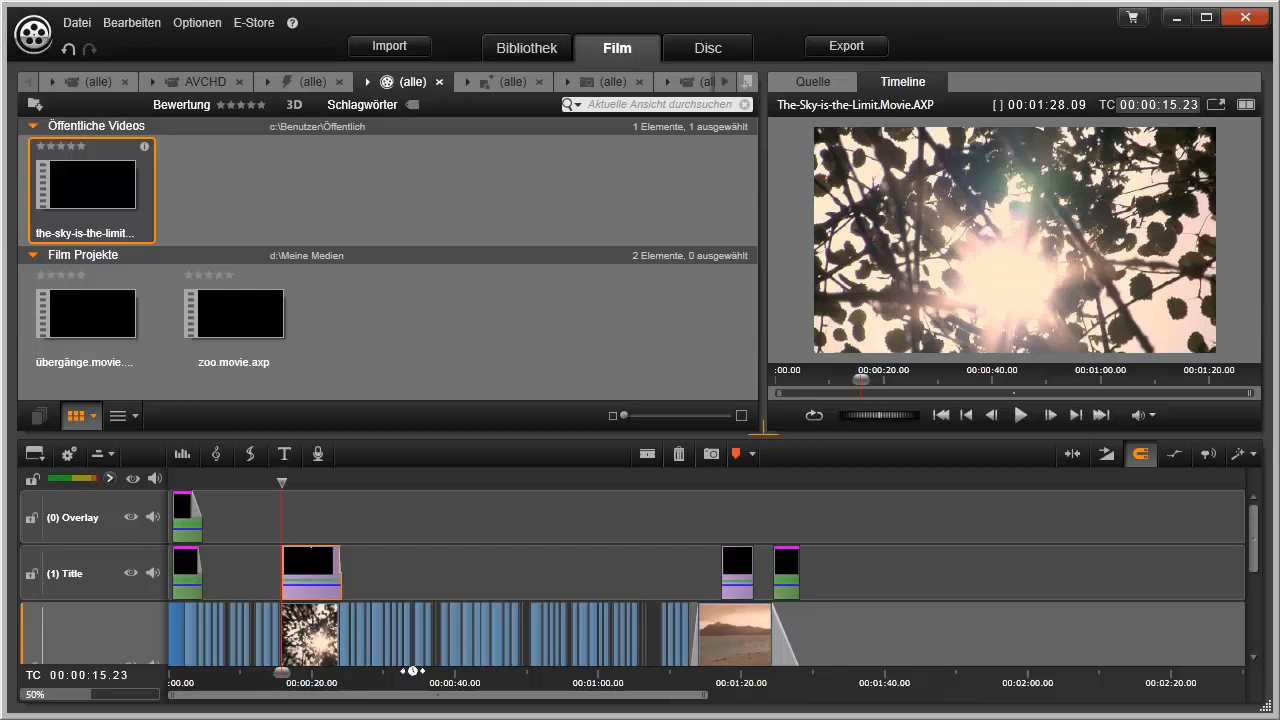 Datei Bearbeiten Optionen E-Store ?
Import Bibliothek Film Disc Export
(alle) AVCHD (alle) (alle) (alle) (alle) (all
Quelle Timeline
Bewertung 3D Schlagwörter Aktuelle Ansicht durchsuchen
The-Sky-is-the-Limit.Movie.AXP [ ] 00:01:28.09 TC 00:00:15.23
Öffentliche Videos c:\Benutzer\Öffentlich 1 Elemente, 1 ausgewählt
the-sky-is-the-limit...
Film Projekte d:\Meine Medien 2 Elemente, 0 ausgewählt
übergänge.movie.... zoo.movie.axp
:00.00 00:00:20.00 00:00:40.00 00:01:00.00 00:01:20.00
(0) Overlay
(1) Title
TC 00:00:15.23
:00.00 00:00:20.00 00:00:40.00 00:01:00.00 00:01:20.00 00:01:40.00 00:02:00.00 00:02:20.00
50%